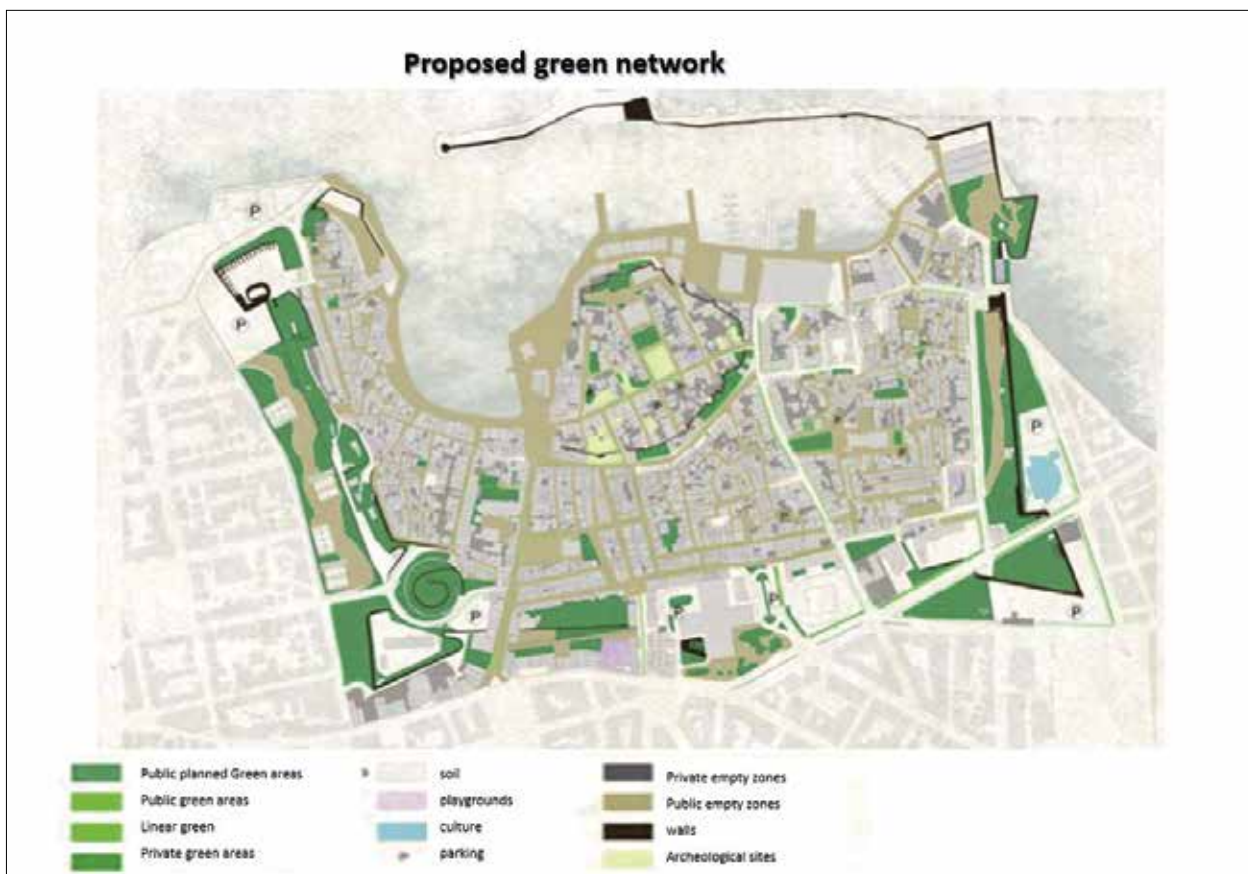 Proposed green network
P
P
P
P
P
P
P
Public planned Green areas
Public green areas
Linear green
Private green areas
soil
playgrounds
culture
P
parking
Private empty zones
Public empty zones
walls
Archeological sites